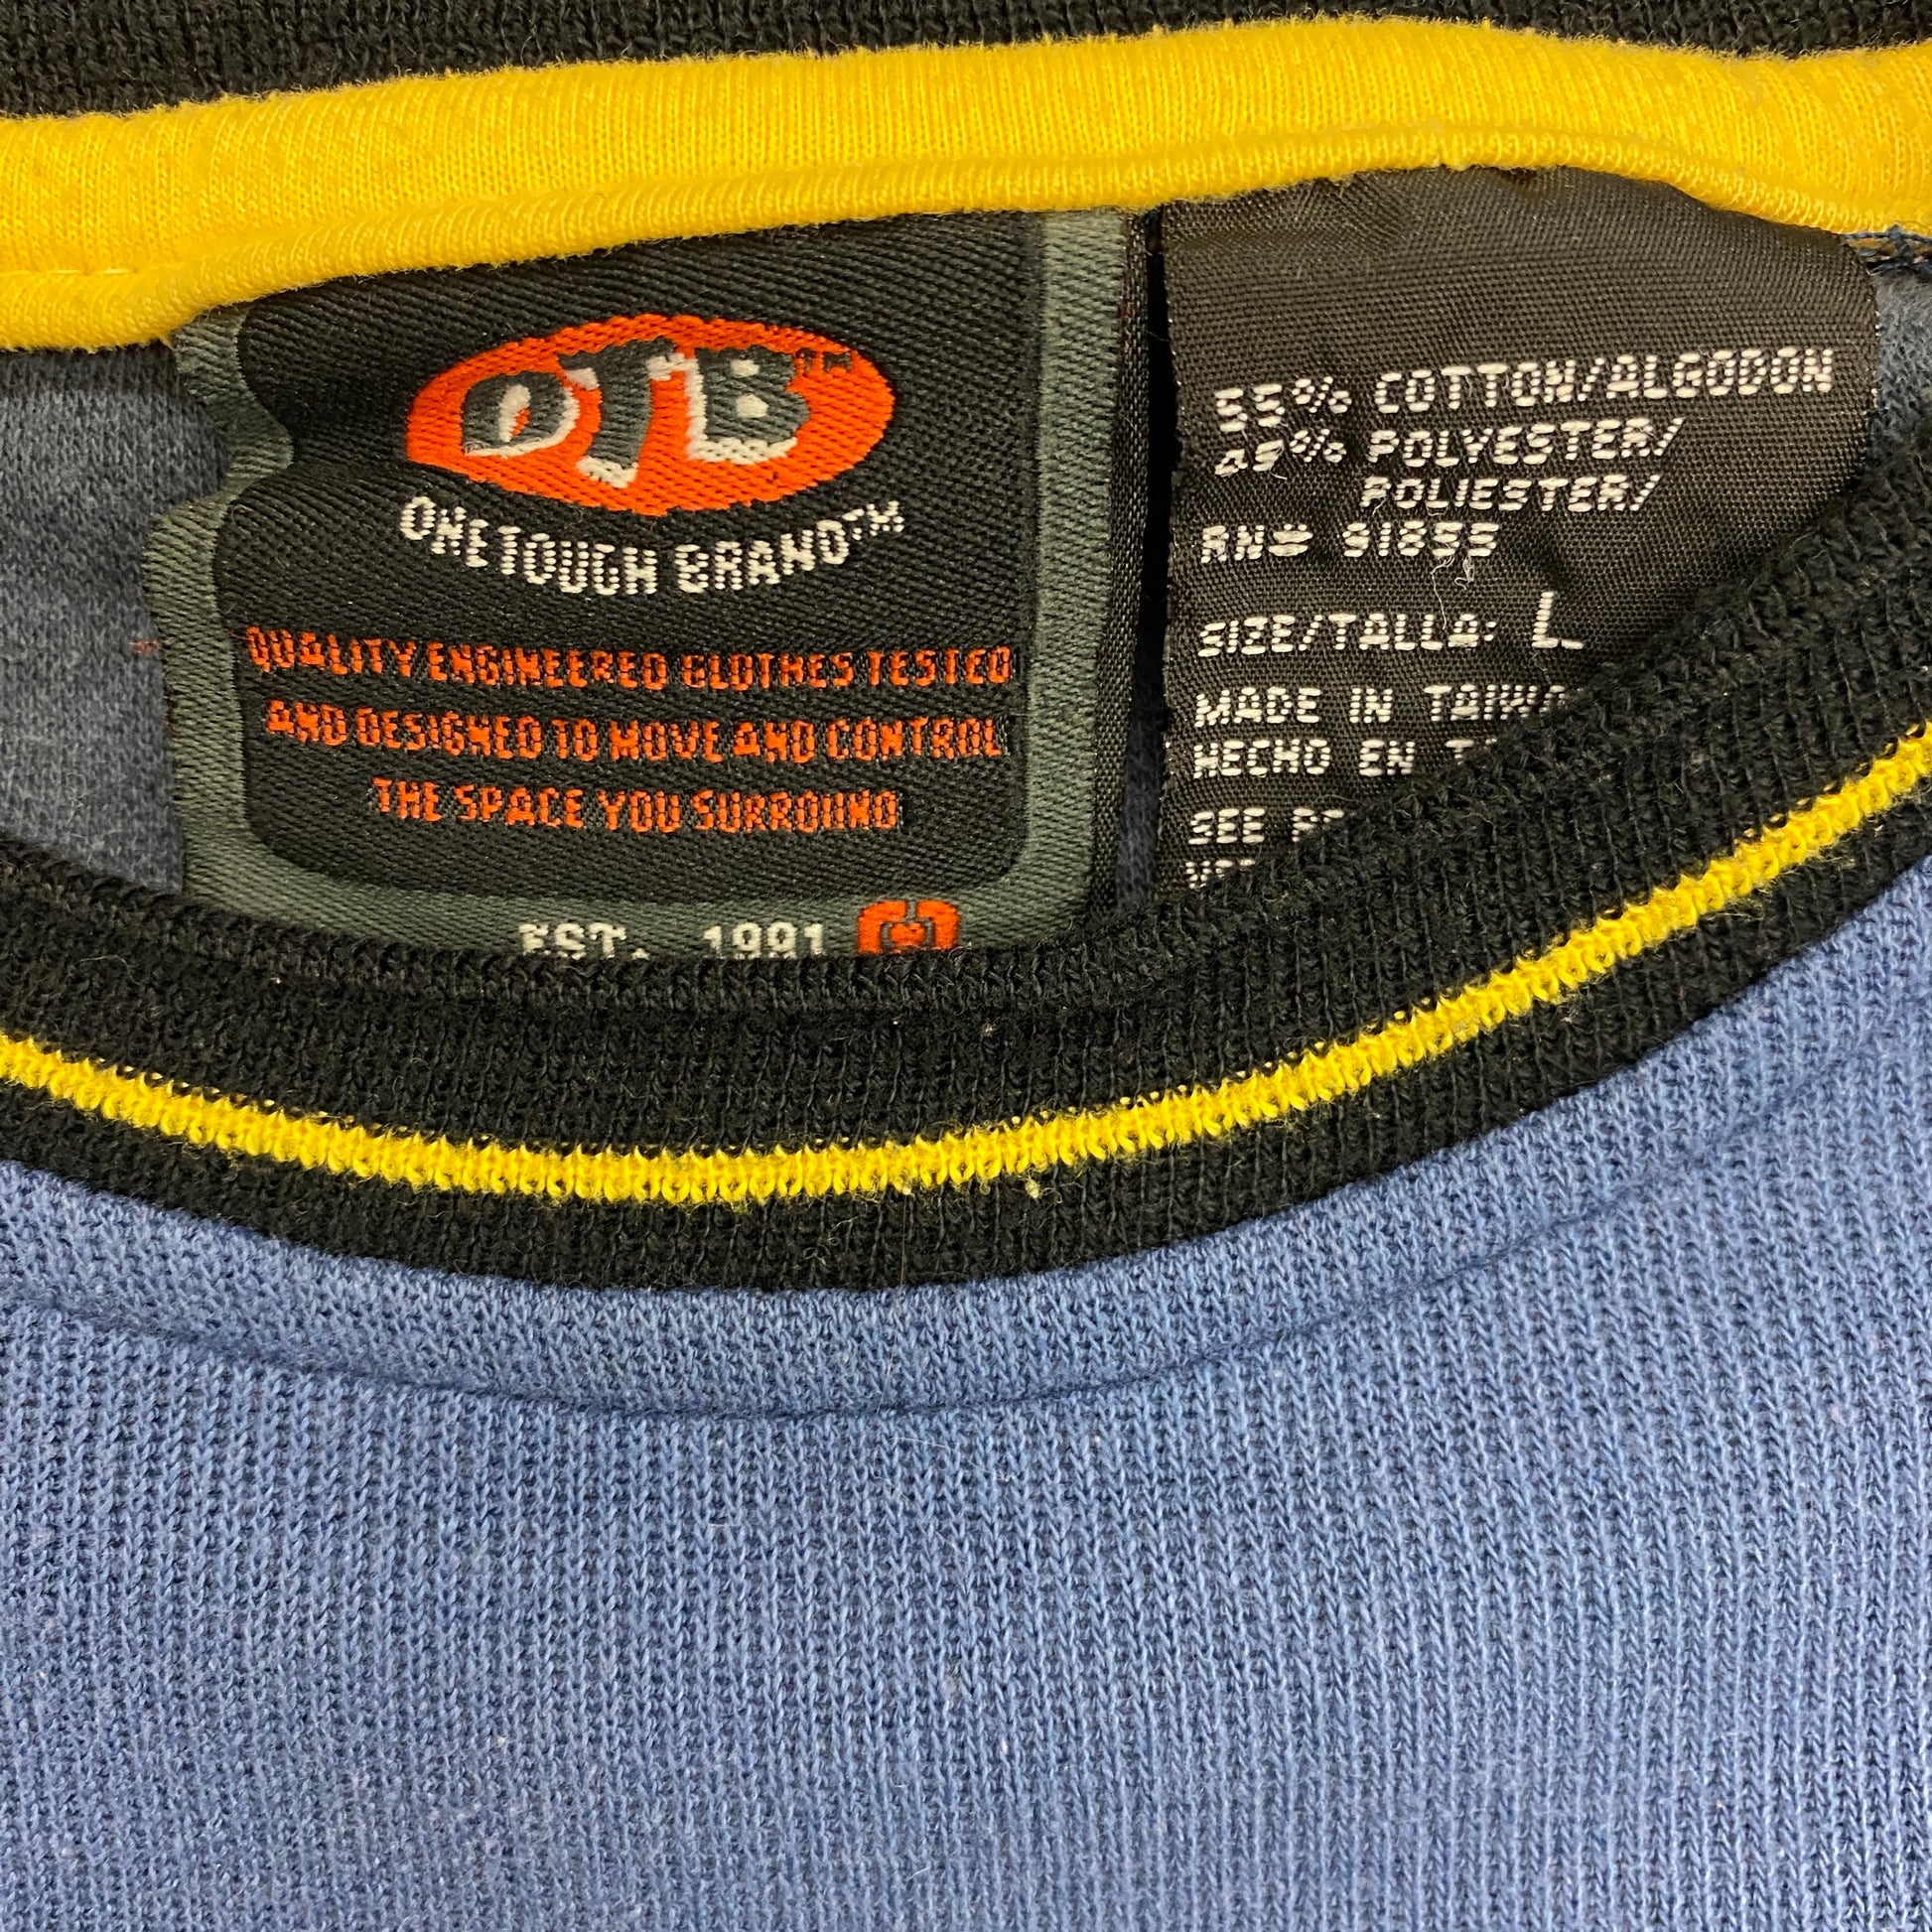 OTB™
ONE TOUGH BRAND™
QUALITY ENGINEERED CLOTHES TESTED
AND DESIGNED TO MOVE AND CONTROL
THE SPACE YOU SURROUND
EST. 1991
55% COTTON/ALGODON
45% POLYESTER/
POLIESTER/
RN# 91855
SIZE/TALLA: L
MADE IN
HECHO EN
SEE